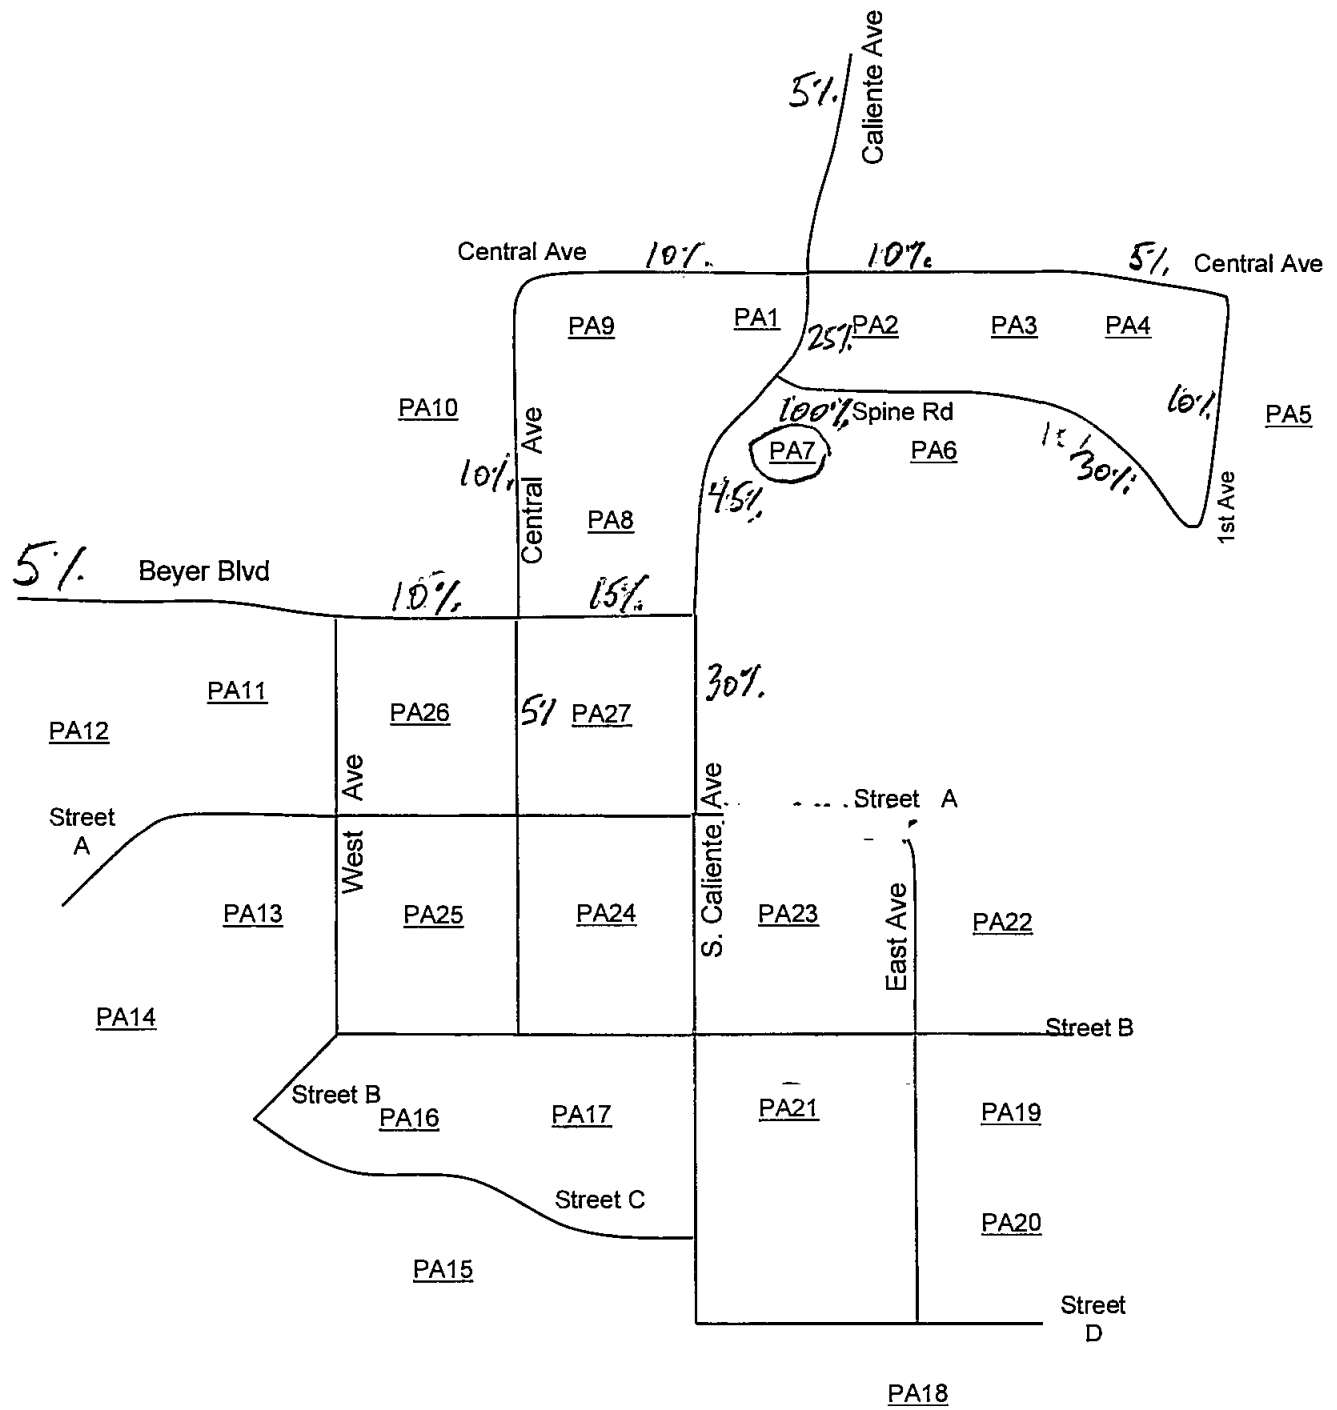 Caliente Ave
5%
Central Ave
10%
10%
5%
Central Ave
PA9
PA1
25%
PA2
PA3
PA4
PA10
Central Ave
10%
100%
Spine Rd
10%
PA5
PA7
PA6
30%
45%
1st Ave
PA8
5%
Beyer Blvd
10%
15%
PA11
PA12
PA26
5%
PA27
30%
West Ave
S. Caliente Ave
Street A
Street A
PA13
PA25
PA24
PA23
East Ave
PA22
PA14
Street B
Street B
PA16
PA17
PA21
PA19
Street C
PA20
PA15
Street
D
PA18